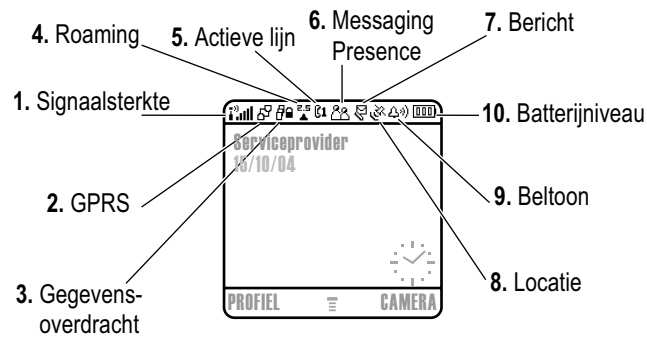 6. Messaging
Presence
7. Bericht
4. Roaming
5. Actieve lijn
1. Signaalsterkte
10. Batterijniveau
Serviceprovider
15/10/04
2. GPRS
9. Beltoon
3. Gegevens-
overdracht
8. Locatie
PROFIEL
CAMERA